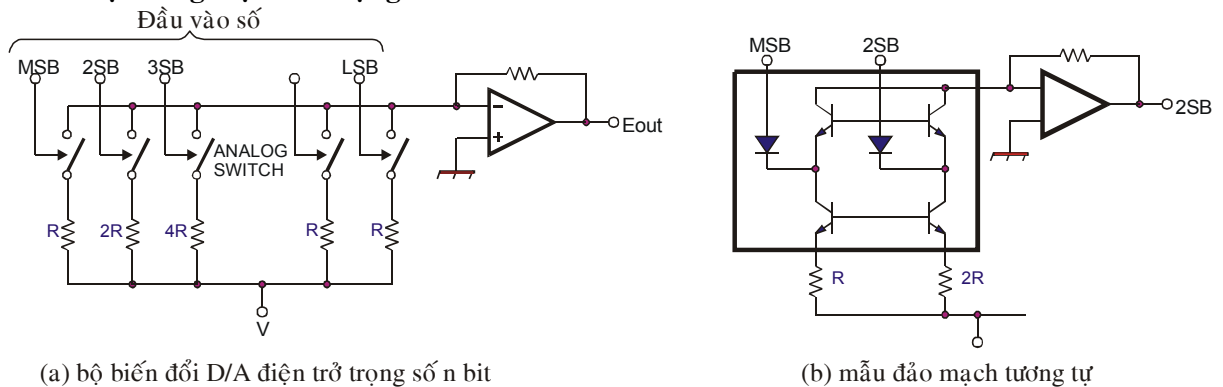 Đầu vào số
MSB 2SB 3SB LSB
ANALOG
SWITCH
R 2R 4R R R
V
Eout
MSB 2SB
2SB
R 2R
(a) bộ biến đổi D/A điện trở trọng số n bit
(b) mẫu đảo mạch tương tự